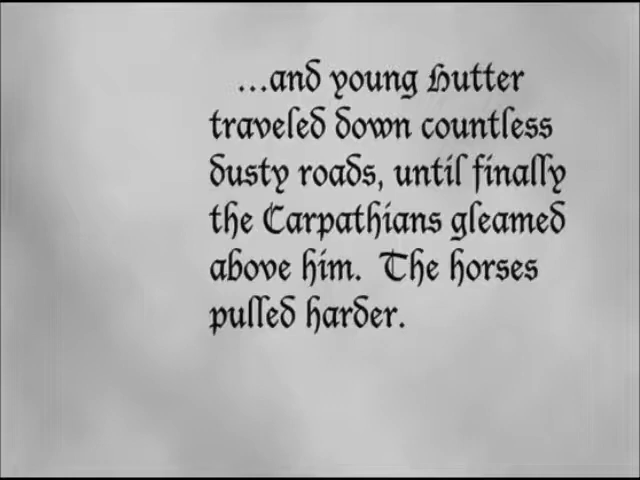 ...and young Hutter
traveled down countless
dusty roads, until finally
the Carpathians gleamed
above him. The horses
pulled harder.